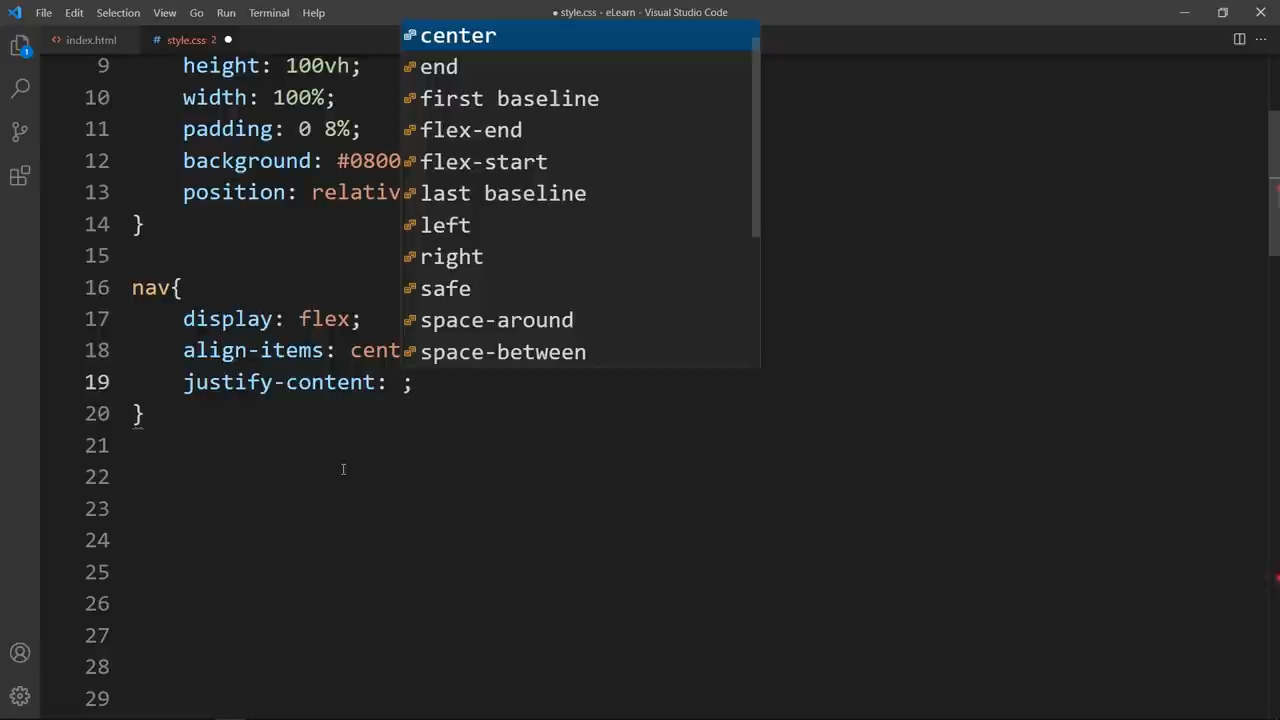 File Edit Selection View Go Run Terminal Help
● style.css - eLearn - Visual Studio Code
<> index.html
# style.css 2 ●
1
9 height: 100vh;
10 width: 100%;
11 padding: 0 8%;
12 background: #0800
13 position: relativ
14 }
15
16 nav{
17 display: flex;
18 align-items: cent
19 justify-content: ;
20 }
21
22
23
24
25
26
27
28
29
center
end
first baseline
flex-end
flex-start
last baseline
left
right
safe
space-around
space-between